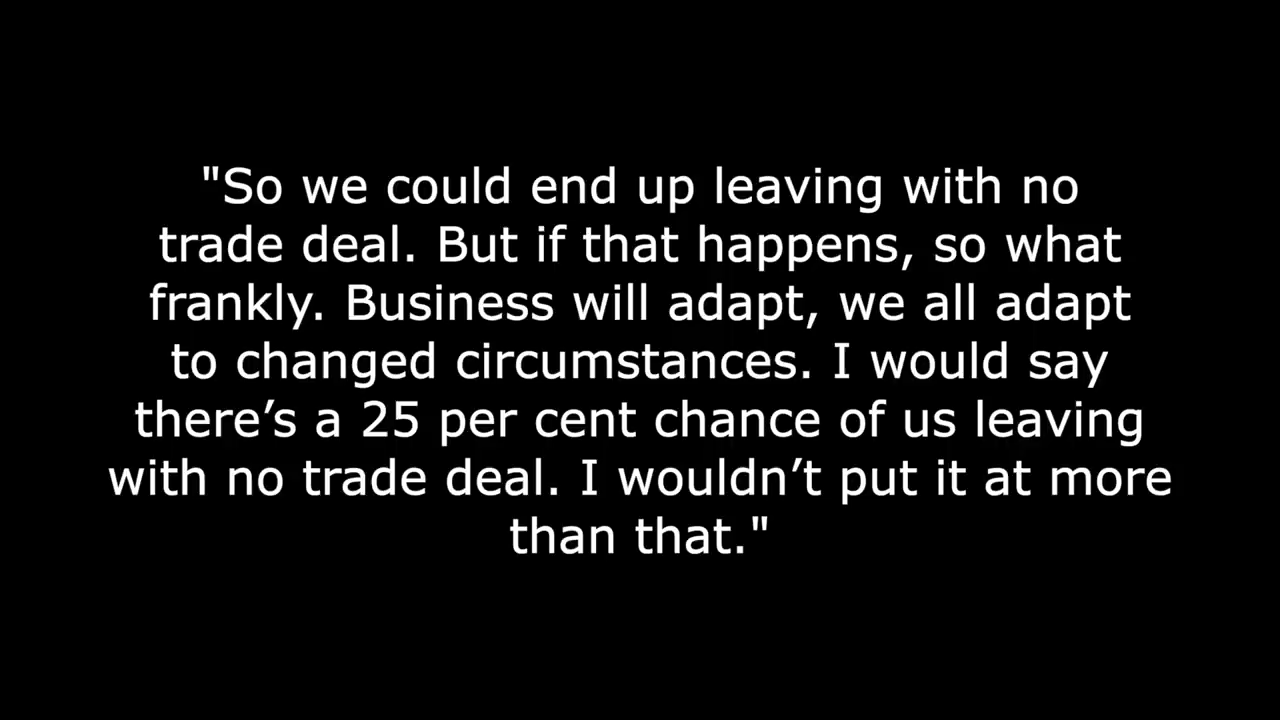 "So we could end up leaving with no
trade deal. But if that happens, so what
frankly. Business will adapt, we all adapt
to changed circumstances. I would say
there’s a 25 per cent chance of us leaving
with no trade deal. I wouldn’t put it at more
than that."